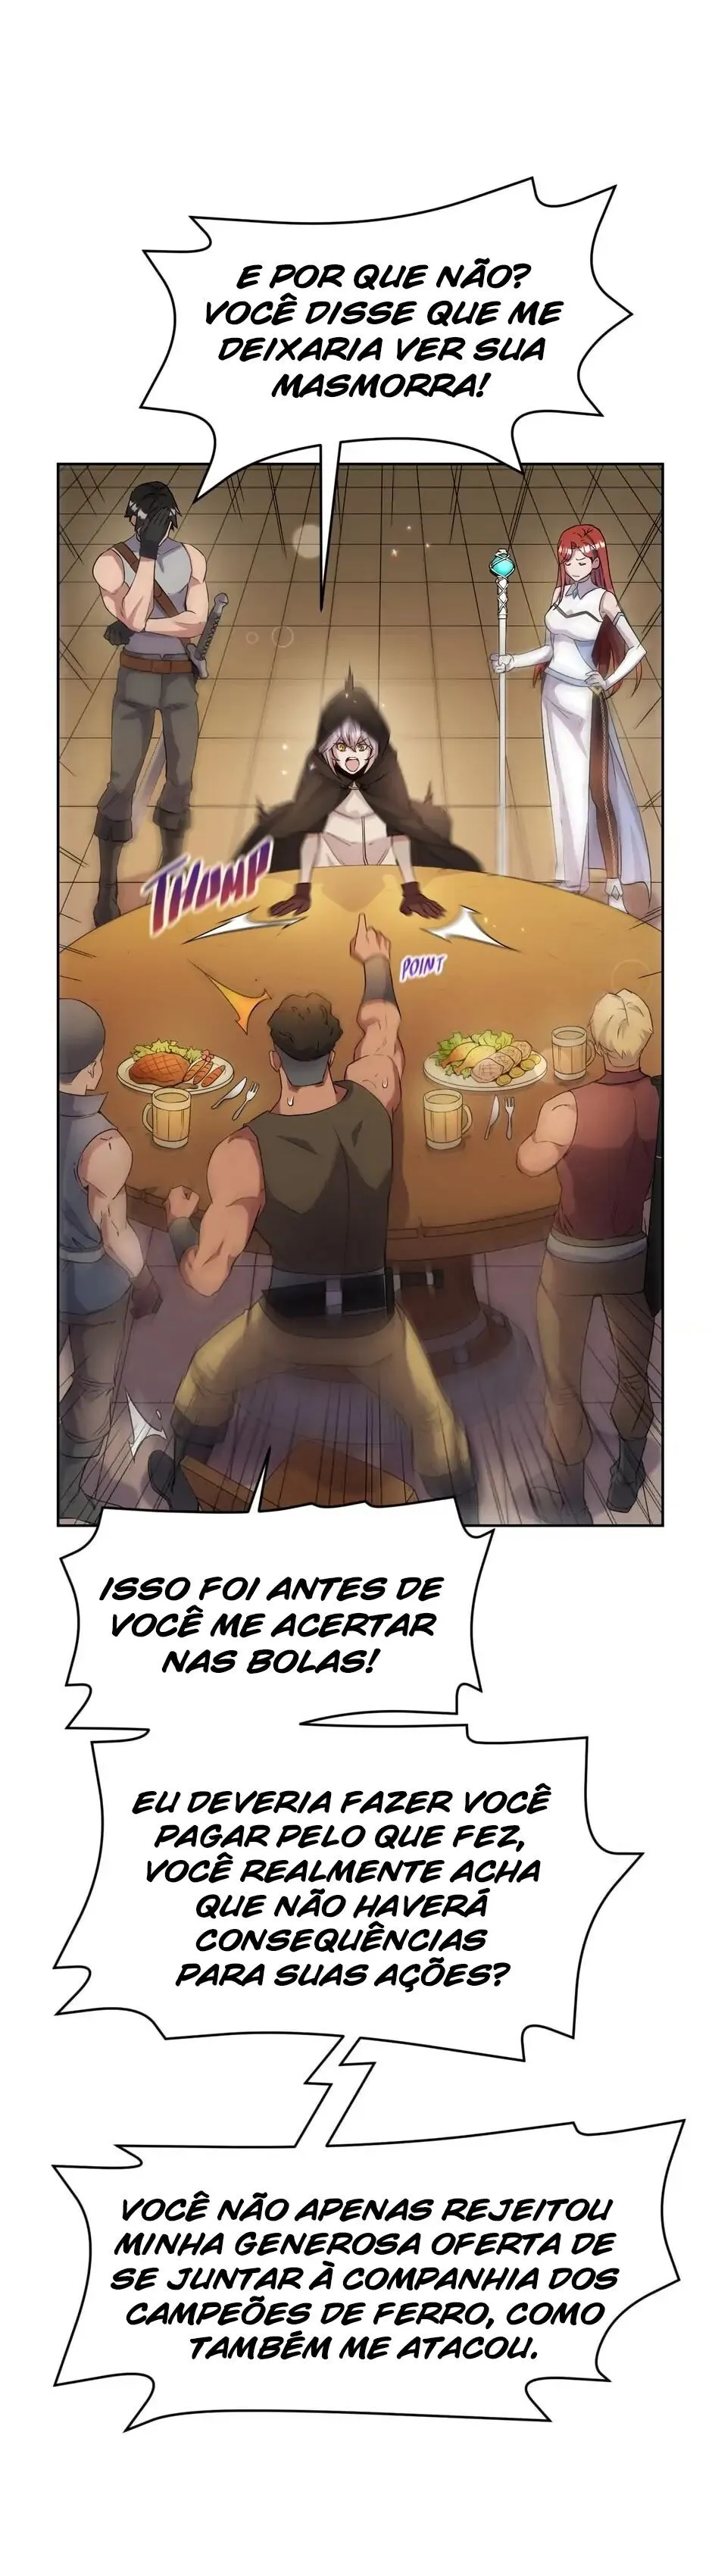 E POR QUE NÃO?
VOCÊ DISSE QUE ME
DEIXARIA VER SUA
MASMORRA!
THOMP
POINT
ISSO FOI ANTES DE
VOCÊ ME ACERTAR
NAS BOLAS!
EU DEVERIA FAZER VOCÊ
PAGAR PELO QUE FEZ,
VOCÊ REALMENTE ACHA
QUE NÃO HAVERÁ
CONSEQUÊNCIAS
PARA SUAS AÇÕES?
VOCÊ NÃO APENAS REJEITOU
MINHA GENEROSA OFERTA DE
SE JUNTAR À COMPANHIA DOS
CAMPEÕES DE FERRO, COMO
TAMBÉM ME ATACOU.